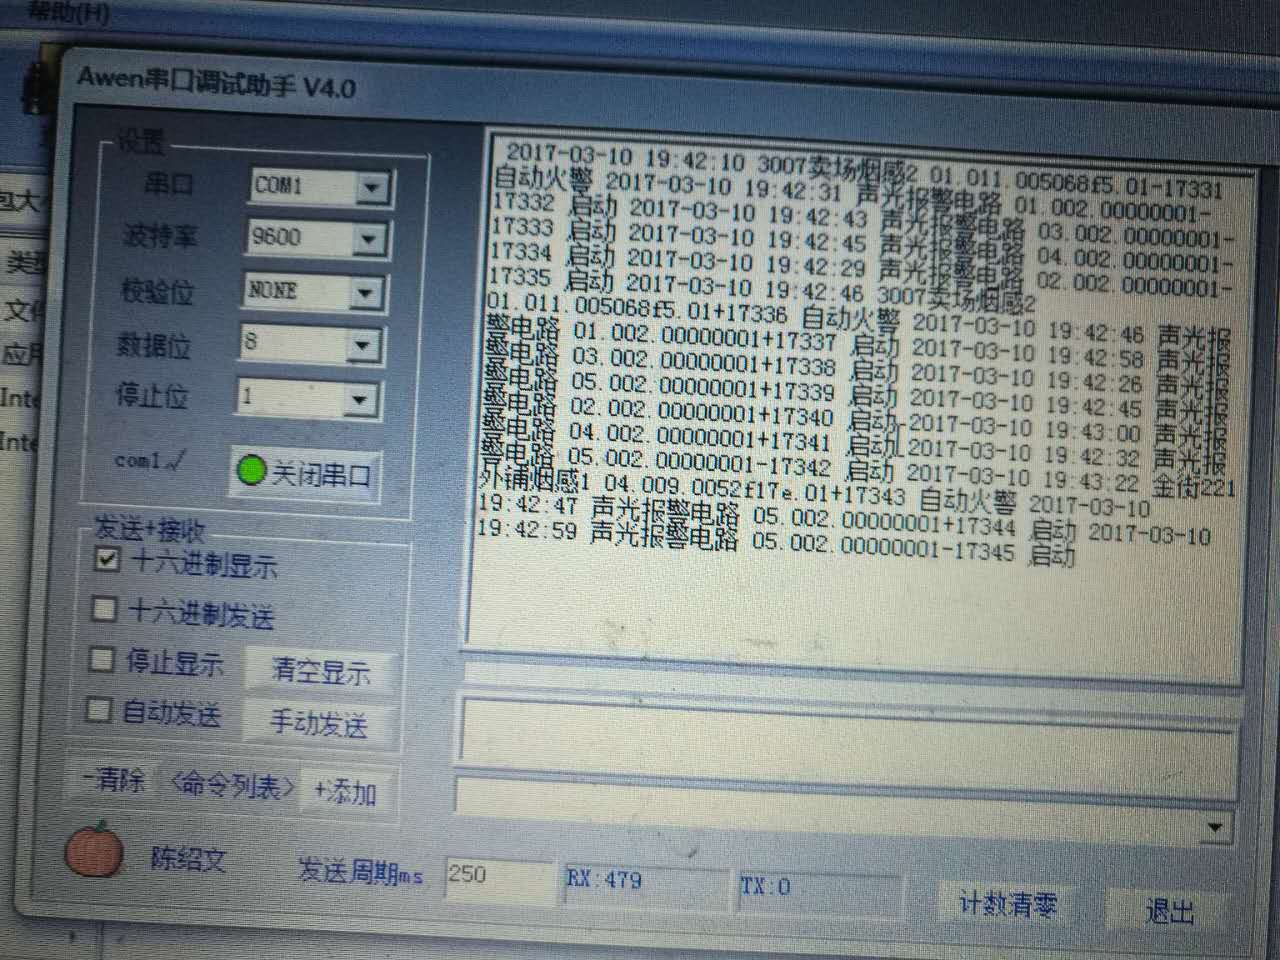 帮助(H)
Awen串口调试助手 V4.0
设置
串口
COM1
波特率
9600
校验位
NONE
数据位
8
停止位
1
com1√
关闭串口
发送+接收
十六进制显示
十六进制发送
停止显示
清空显示
自动发送
手动发送
-清除
<命令列表>
+添加
2017-03-10 19:42:10 3007卖场烟感2 01.011.005068f5.01-17331
自动火警 2017-03-10 19:42:31 声光报警电路 01.002.00000001-
17332 启动 2017-03-10 19:42:43 声光报警电路 03.002.00000001-
17333 启动 2017-03-10 19:42:45 声光报警电路 04.002.00000001-
17334 启动 2017-03-10 19:42:29 声光报警电路 02.002.00000001-
17335 启动 2017-03-10 19:42:46 3007卖场烟感2
01.011.005068f5.01+17336 自动火警 2017-03-10 19:42:46 声光报
警电路 01.002.00000001+17337 启动 2017-03-10 19:42:58 声光报
警电路 03.002.00000001+17338 启动 2017-03-10 19:42:26 声光报
警电路 05.002.00000001+17339 启动 2017-03-10 19:42:45 声光报
警电路 02.002.00000001+17340 启动 2017-03-10 19:43:00 声光报
警电路 04.002.00000001+17341 启动 2017-03-10 19:42:32 声光报
警电路 05.002.00000001-17342 启动 2017-03-10 19:43:22 金街221
外铺烟感1 04.009.0052f17e.01+17343 自动火警 2017-03-10
19:42:47 声光报警电路 05.002.00000001+17344 启动 2017-03-10
19:42:59 声光报警电路 05.002.00000001-17345 启动
陈绍文
发送周期ms
250
RX:479
TX:0
计数清零
退出